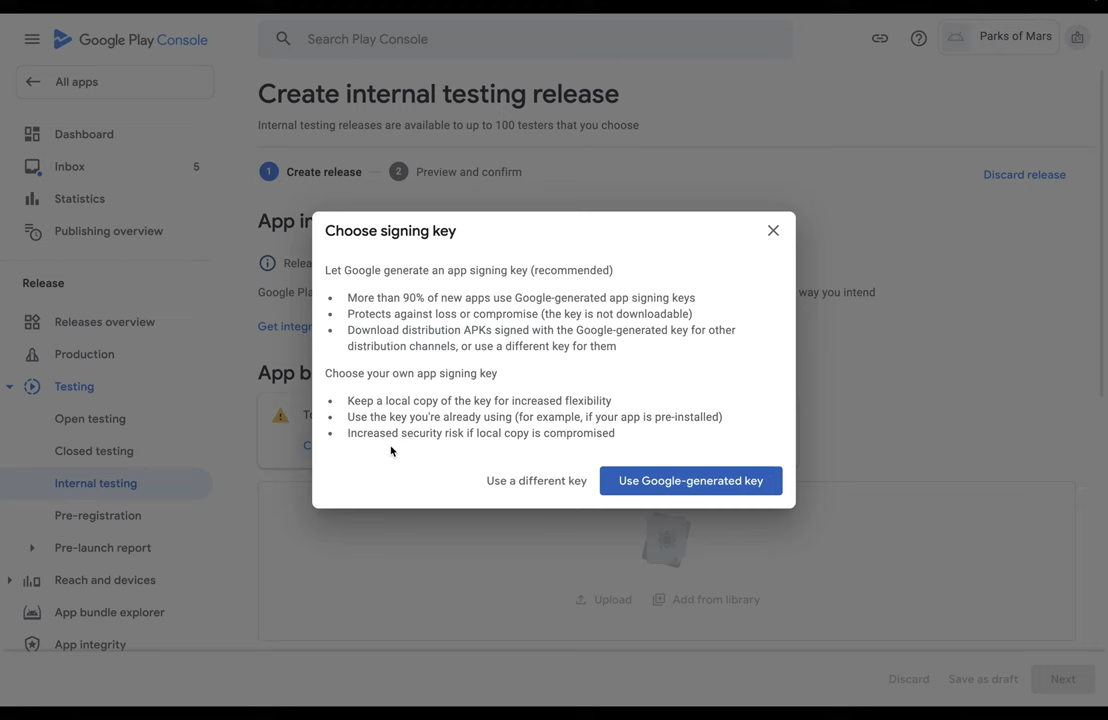 Google Play Console
Search Play Console
Parks of Mars
All apps
Dashboard
Inbox 5
Statistics
Publishing overview
Release
Releases overview
Production
Testing
Open testing
Closed testing
Internal testing
Pre-registration
Pre-launch report
Reach and devices
App bundle explorer
App integrity
Create internal testing release
Internal testing releases are available to up to 100 testers that you choose
1 Create release
2 Preview and confirm
Discard release
App in
Relea
Google Pla
way you intend
Get integr
App b
To
C
Choose signing key
Let Google generate an app signing key (recommended)
• More than 90% of new apps use Google-generated app signing keys
• Protects against loss or compromise (the key is not downloadable)
• Download distribution APKs signed with the Google-generated key for other
distribution channels, or use a different key for them
Choose your own app signing key
• Keep a local copy of the key for increased flexibility
• Use the key you're already using (for example, if your app is pre-installed)
• Increased security risk if local copy is compromised
Use a different key
Use Google-generated key
Upload
Add from library
Discard
Save as draft
Next